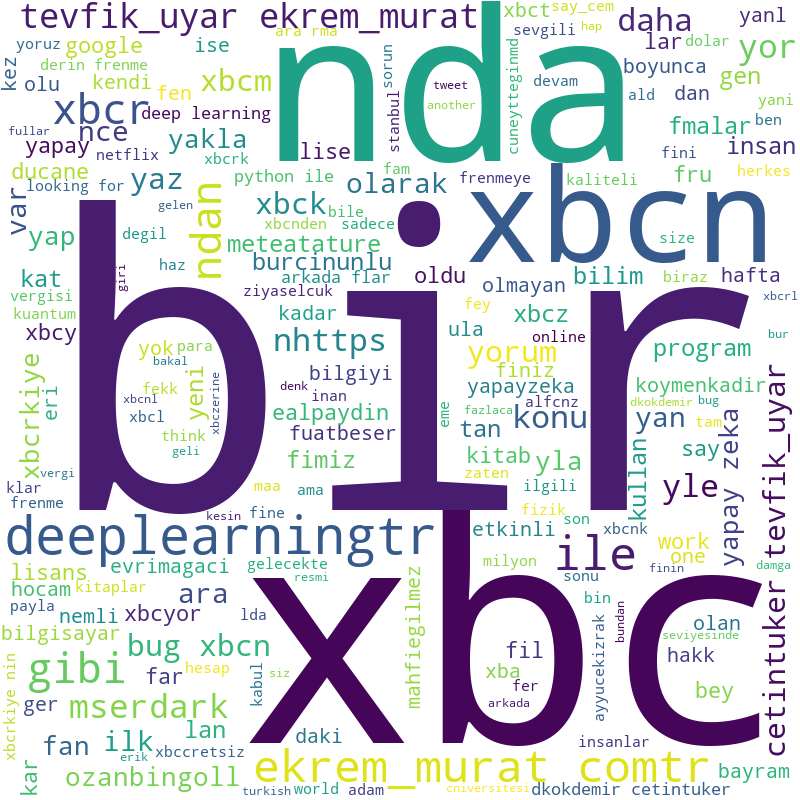 tevfik_uyar ekrem_murat
ara rma
xbct
say_cem
hap
yanl
yoruz
google
ise
sevgili
daha
dolar
kez
derin frenme
sorun
nda
cuneytteginmd
lar
yor
olu
kendi
xbcm
tweet
devam
boyunca
gen
xbcr
fen
deep learning
another
ald
dan
yani
fullar
nce
yakla
stanbul
fmalar
ben
yapay
netflix
xbcrk
lise
fam
fini
insan
ducane
looking for
python ile
olarak
frenmeye
kaliteli
fru
herkes
var
yaz
ndan
xbck
bile
xbcn
yap
gelen
degil
xbcnden
sadece
size
meteatature
kat
haz
giri
burcinunlu
oldu
olmayan
bilim
biraz
hafta
vergisi
arkada flar
ziyaselcuk
bir
fey
xbcrl
kuantum
kadar
ula
xbcz
xbcy
yok
para
nhttps
online
bur
program
bakal
yorum
finiz
xbcrkiye
eri
fekk
yeni
bilgiyi
denk
yapayzeka
koymenkadir
xbcnl
xbczerine
inan
alfcnz
dkokdemir
bug
xbcl
ealpaydin
eme
fazlaca
konu
yan
tam
think
fuatbeser
tan
geli
fimiz
kitab
yla
kullan
say
yapay zeka
tevfik_uyar
vergi
ama
zaten
ilgili
klar
maa
yle
frenme
kesin
fine
fizik
son
deeplearningtr
etkinli
xbcnk
ile
work
one
evrimagaci
gelecekte
resmi
milyon
sonu
finin
damga
lisans
kitaplar
hocam
ara
bin
payla
nemli
xbcyor
lda
mahfiegilmez
xbc
olan
cetintuker
bilgisayar
bug xbcn
fil
ayyucekizrak
bundan
seviyesinde
gibi
far
hesap
kabul
siz
xba
hakk
xbcrkiye nin
ger
fer
bey
mserdark
arkada
lan
daki
fan
ilk
xbccretsiz
insanlar
erik
kar
ozanbingoll
ekrem_murat comtr
bayram
turkish
world
adam
cniversitesi
dkokdemir cetintuker